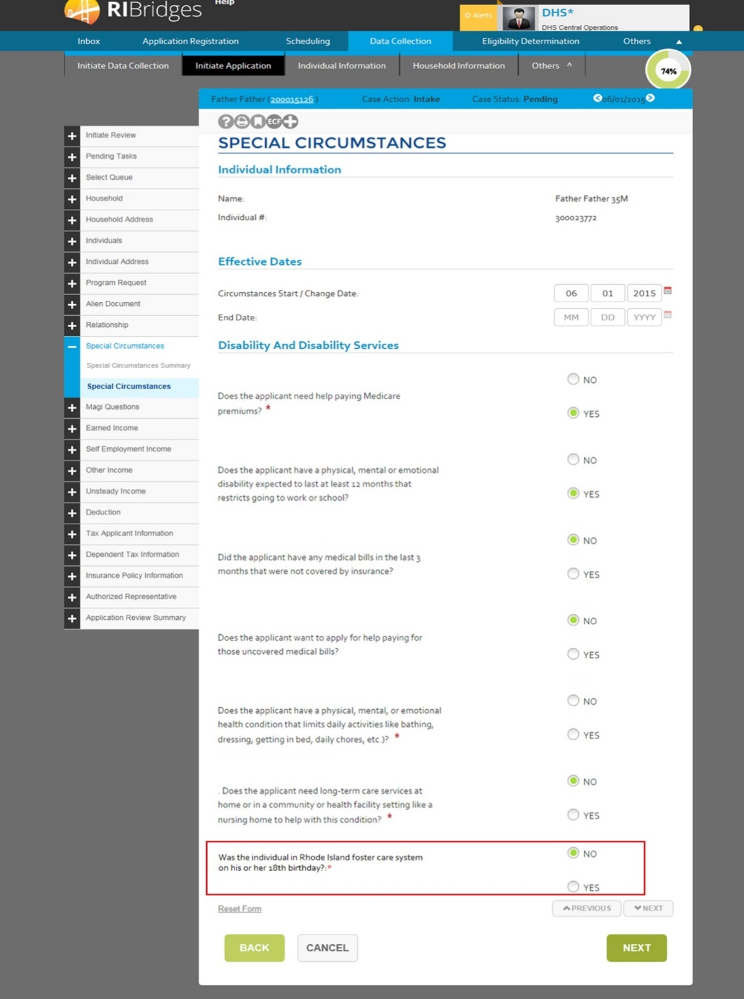 RIBridges
Help
0 Alerts
DHS*
DHS Central Operations
Inbox Application Registration Scheduling Data Collection Eligibility Determination Others
Initiate Data Collection Initiate Application Individual Information Household Information Others ^
74%
Father Father (200015126) Case Action: Intake Case Status: Pending 06/01/2015
? ECF
Initiate Review
Pending Tasks
Select Queue
Household
Household Address
Individuals
Individual Address
Program Request
Alien Document
Relationship
Special Circumstances
Special Circumstances Summary
Special Circumstances
Magi Questions
Earned Income
Self Employment Income
Other Income
Unsteady Income
Deduction
Tax Applicant Information
Dependent Tax Information
Insurance Policy Information
Authorized Representative
Application Review Summary
SPECIAL CIRCUMSTANCES
Individual Information
Name: Father Father 35M
Individual #: 300023772
Effective Dates
Circumstances Start / Change Date: 06 01 2015
End Date: MM DD YYYY
Disability And Disability Services
Does the applicant need help paying Medicare
premiums? *
NO
YES
Does the applicant have a physical, mental or emotional
disability expected to last at least 12 months that
restricts going to work or school?
NO
YES
Did the applicant have any medical bills in the last 3
months that were not covered by insurance?
NO
YES
Does the applicant want to apply for help paying for
those uncovered medical bills?
NO
YES
Does the applicant have a physical, mental, or emotional
health condition that limits daily activities like bathing,
dressing, getting in bed, daily chores, etc.)? *
NO
YES
. Does the applicant need long-term care services at
home or in a community or health facility setting like a
nursing home to help with this condition? *
NO
YES
Was the individual in Rhode Island foster care system
on his or her 18th birthday?:*
NO
YES
Reset Form
PREVIOUS NEXT
BACK CANCEL NEXT